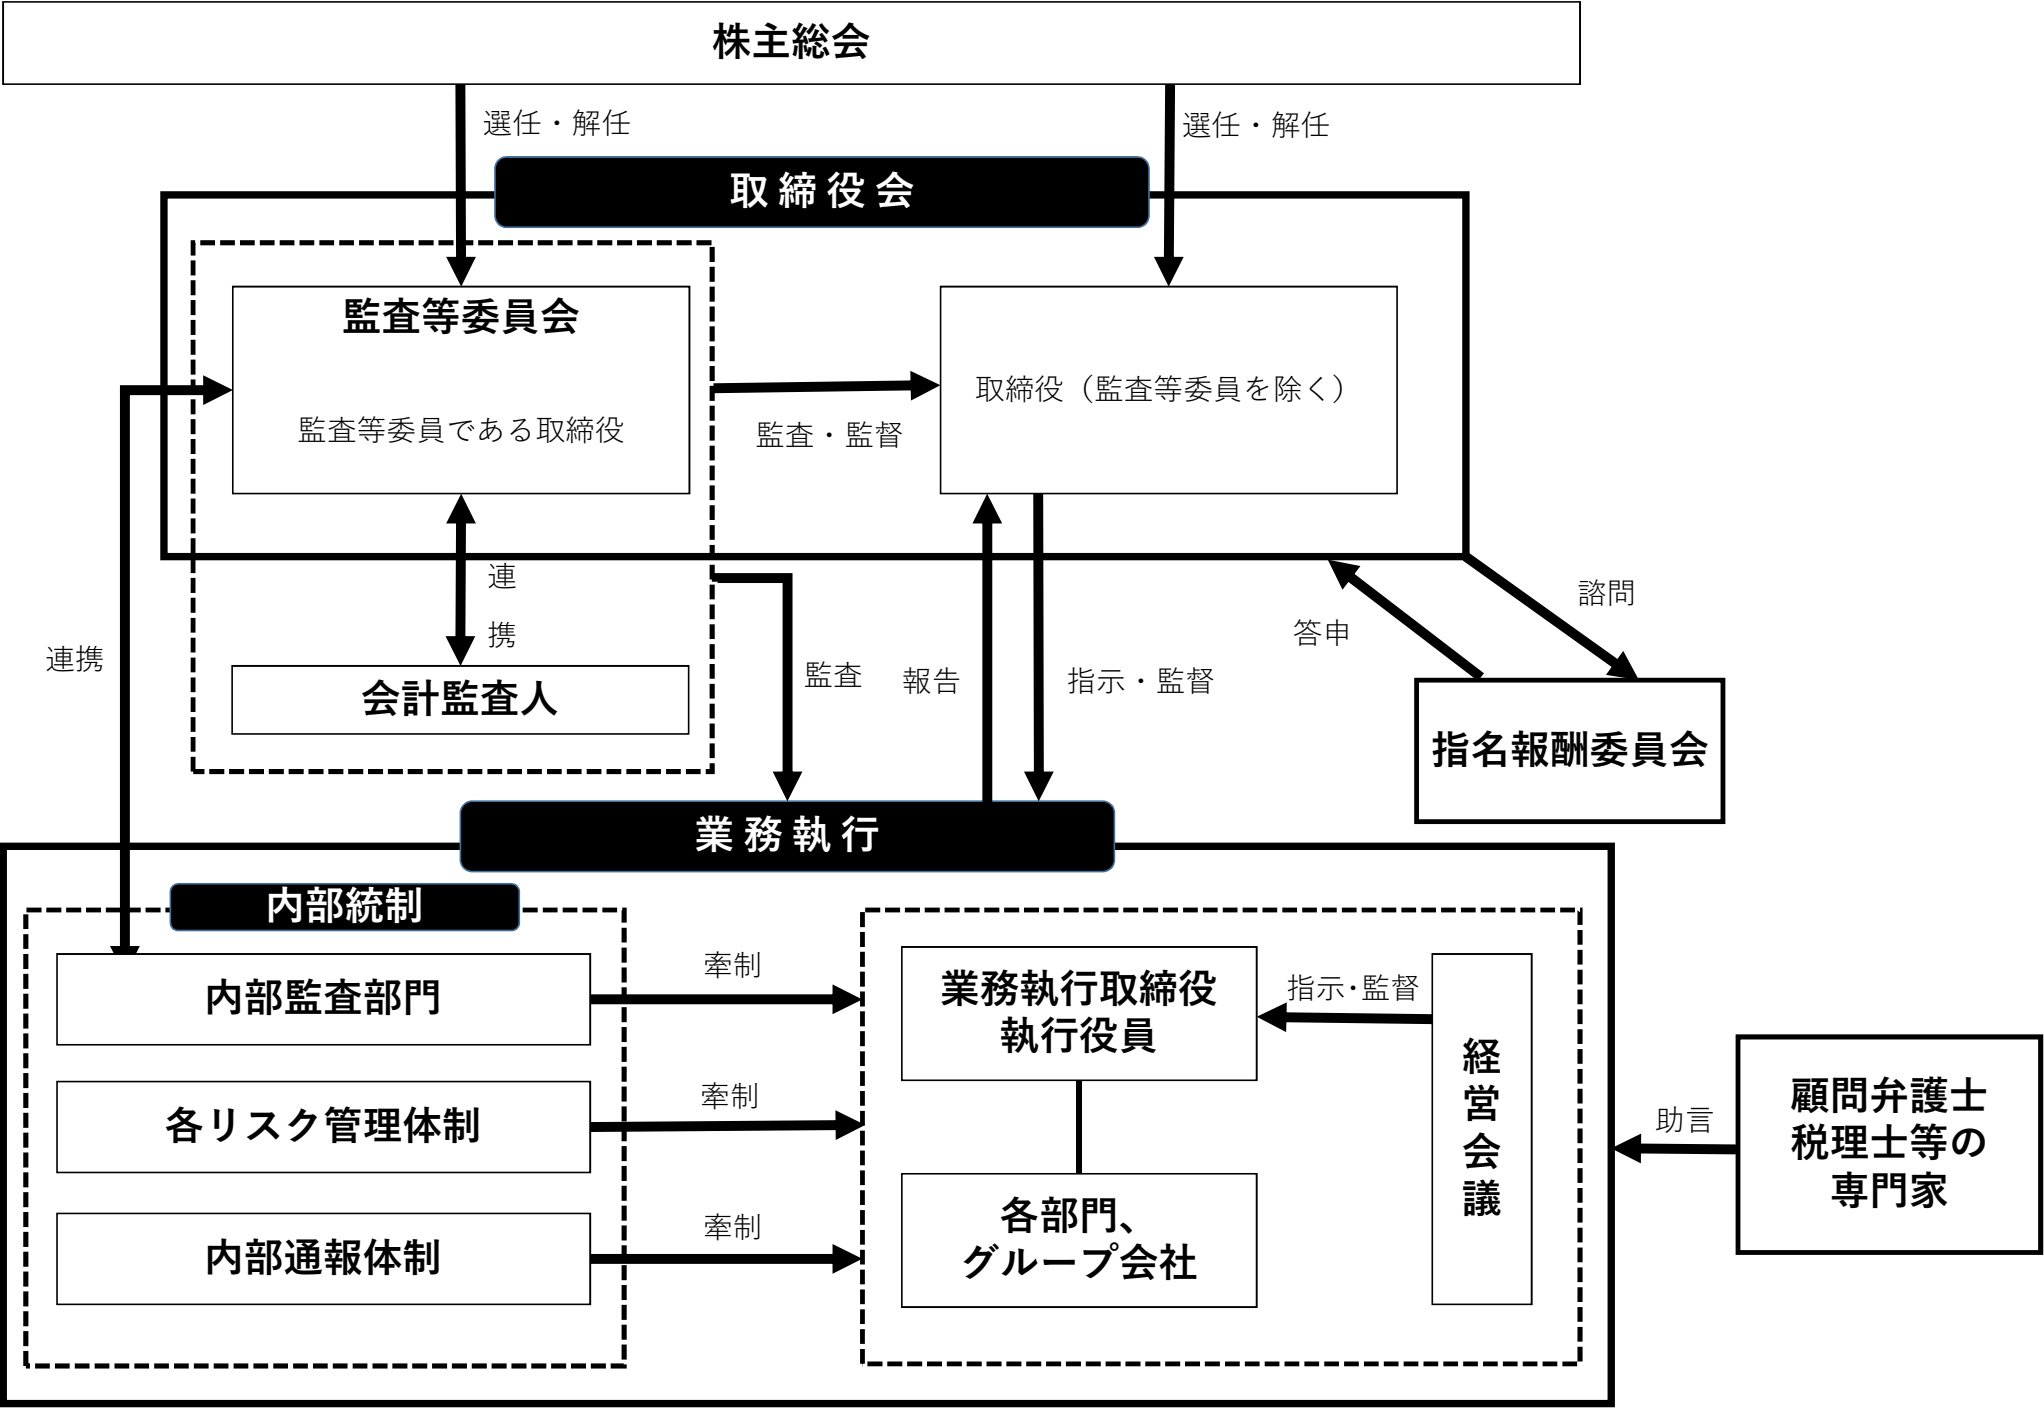 株主総会
選任・解任
選任・解任
取締役会
監査等委員会
監査等委員である取締役
取締役（監査等委員を除く）
監査・監督
連
携
連携
会計監査人
監査
報告
指示・監督
答申
諮問
指名報酬委員会
業務執行
内部統制
内部監査部門
牽制
各リスク管理体制
牽制
内部通報体制
牽制
業務執行取締役
執行役員
指示･監督
経
営
会
議
各部門、
グループ会社
助言
顧問弁護士
税理士等の
専門家